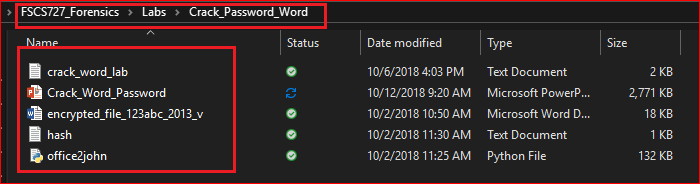 FSCS727_Forensics > Labs > Crack_Password_Word
Name Status Date modified Type Size
crack_word_lab 10/6/2018 4:03 PM Text Document 2 KB
Crack_Word_Password 10/12/2018 9:20 AM Microsoft PowerP... 2,771 KB
encrypted_file_123abc_2013_v 10/2/2018 10:50 AM Microsoft Word D... 18 KB
hash 10/2/2018 11:30 AM Text Document 1 KB
office2john 10/2/2018 11:25 AM Python File 132 KB